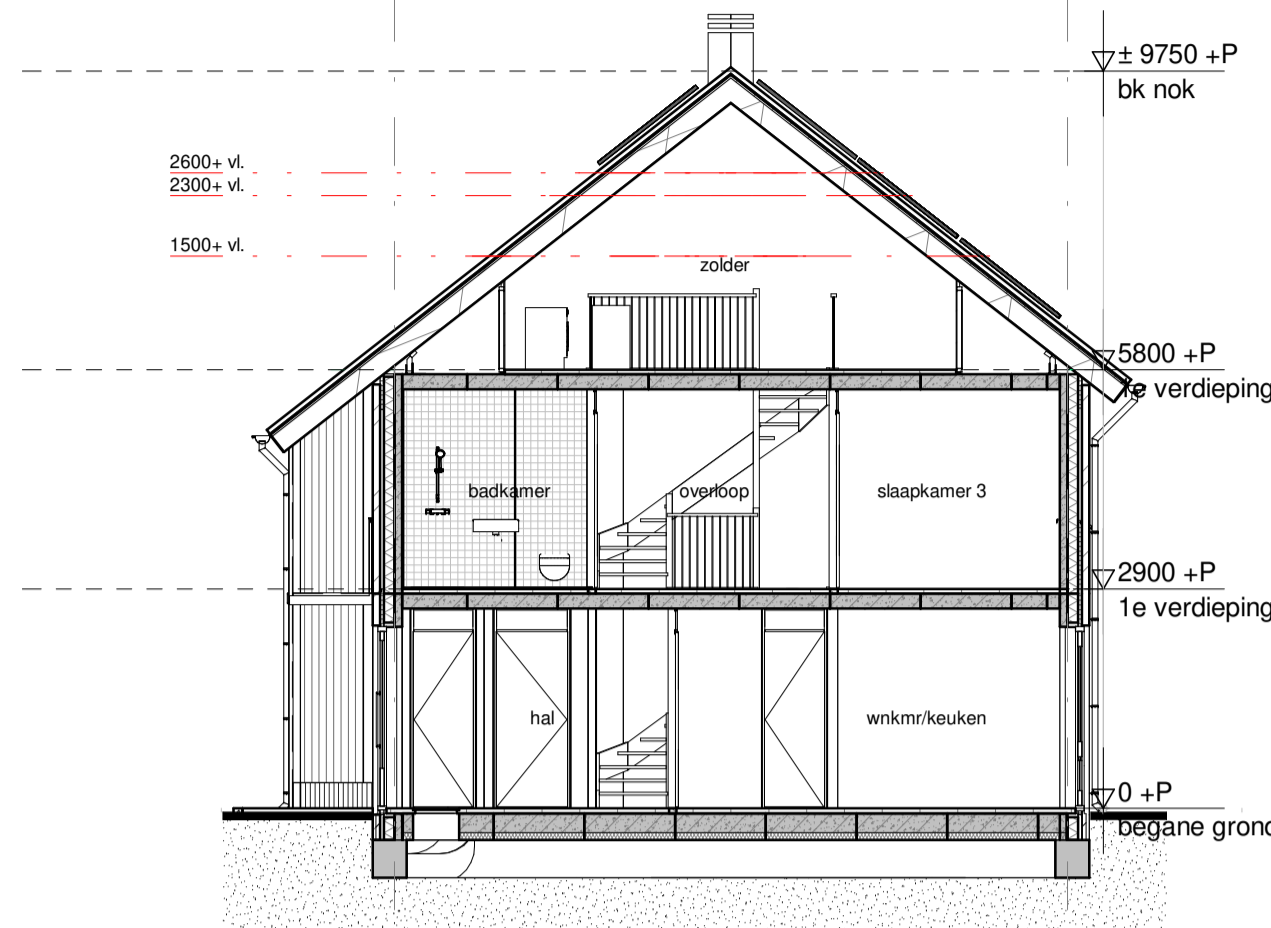 ± 9750 +P
bk nok
2600+ vl.
2300+ vl.
1500+ vl.
zolder
5800 +P
1e verdieping
badkamer
overloop
slaapkamer 3
2900 +P
1e verdieping
hal
wnkmr/keuken
0 +P
begane grond